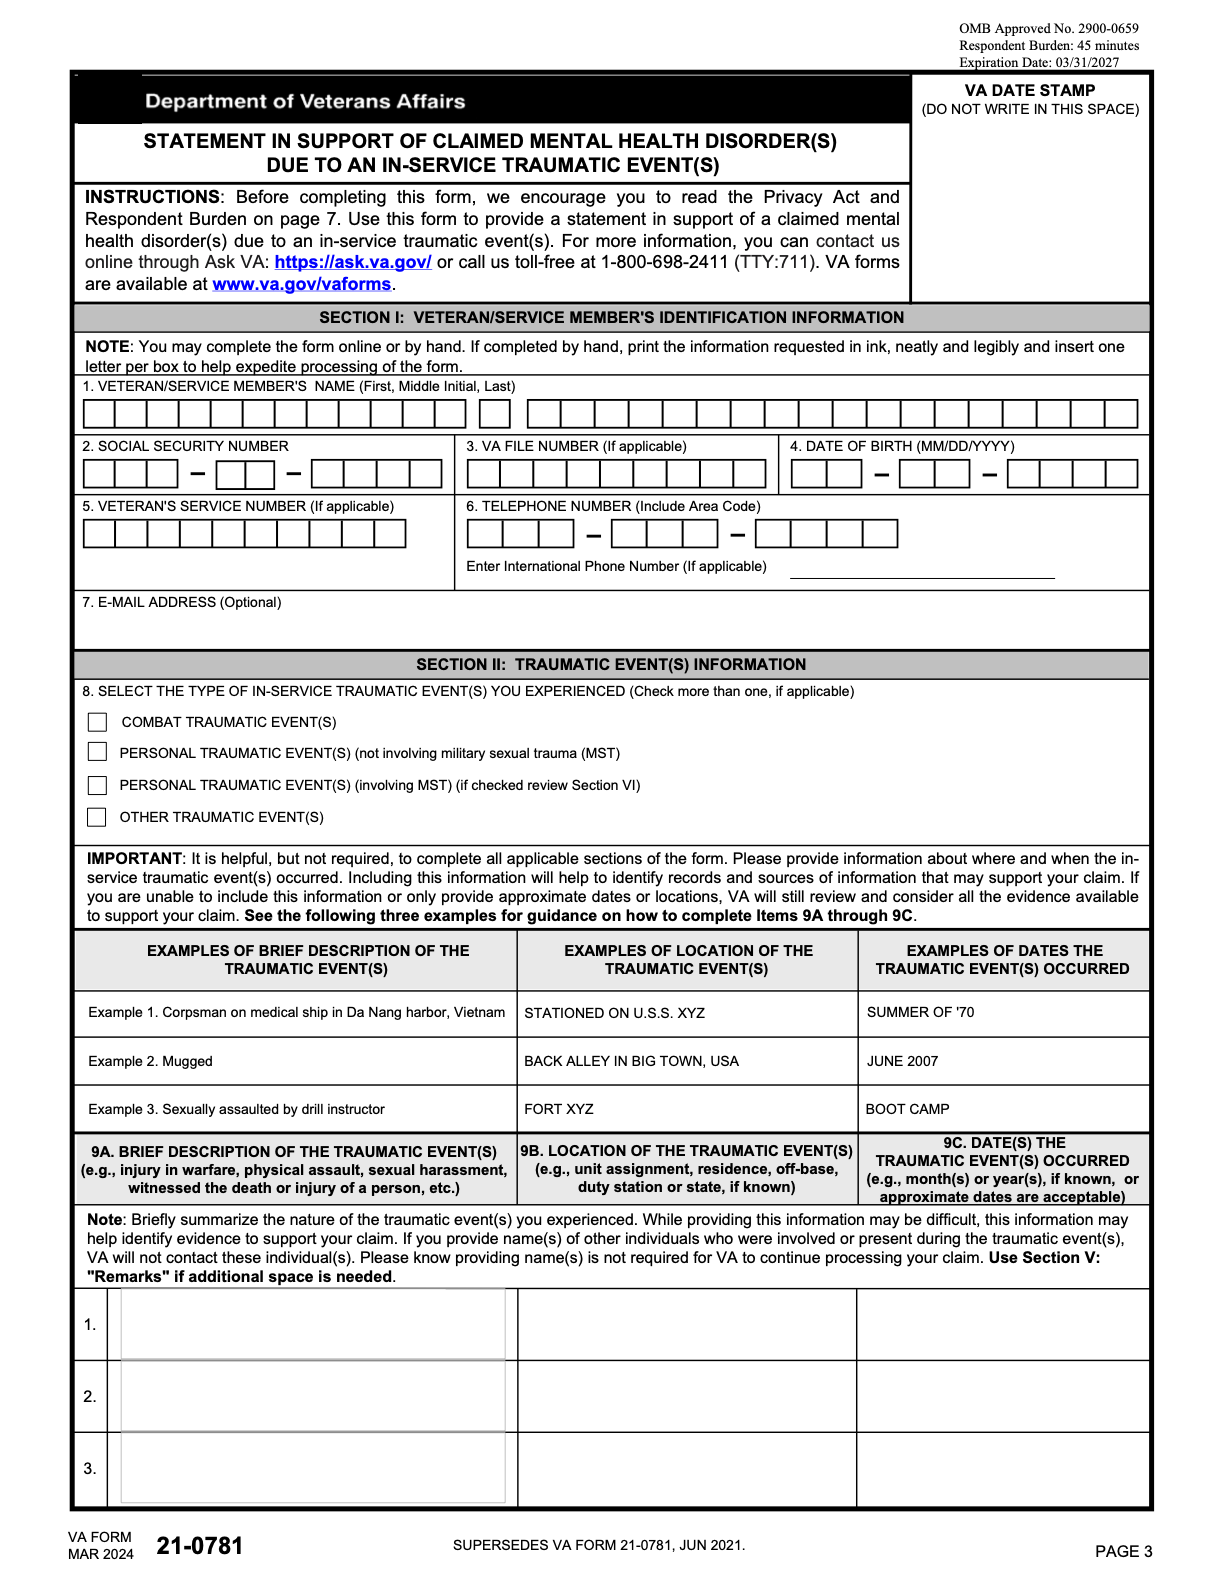 OMB Approved No. 2900-0659
Respondent Burden: 45 minutes
Expiration Date: 03/31/2027
Department of Veterans Affairs
VA DATE STAMP
(DO NOT WRITE IN THIS SPACE)
STATEMENT IN SUPPORT OF CLAIMED MENTAL HEALTH DISORDER(S)
DUE TO AN IN-SERVICE TRAUMATIC EVENT(S)
INSTRUCTIONS: Before completing this form, we encourage you to read the Privacy Act and
Respondent Burden on page 7. Use this form to provide a statement in support of a claimed mental
health disorder(s) due to an in-service traumatic event(s). For more information, you can contact us
online through Ask VA: https://ask.va.gov/ or call us toll-free at 1-800-698-2411 (TTY:711). VA forms
are available at www.va.gov/vaforms.
SECTION I: VETERAN/SERVICE MEMBER'S IDENTIFICATION INFORMATION
NOTE: You may complete the form online or by hand. If completed by hand, print the information requested in ink, neatly and legibly and insert one
letter per box to help expedite processing of the form.
1. VETERAN/SERVICE MEMBER'S NAME (First, Middle Initial, Last)
2. SOCIAL SECURITY NUMBER
3. VA FILE NUMBER (If applicable)
4. DATE OF BIRTH (MM/DD/YYYY)
5. VETERAN'S SERVICE NUMBER (If applicable)
6. TELEPHONE NUMBER (Include Area Code)
Enter International Phone Number (If applicable)
7. E-MAIL ADDRESS (Optional)
SECTION II: TRAUMATIC EVENT(S) INFORMATION
8. SELECT THE TYPE OF IN-SERVICE TRAUMATIC EVENT(S) YOU EXPERIENCED (Check more than one, if applicable)
COMBAT TRAUMATIC EVENT(S)
PERSONAL TRAUMATIC EVENT(S) (not involving military sexual trauma (MST)
PERSONAL TRAUMATIC EVENT(S) (involving MST) (if checked review Section VI)
OTHER TRAUMATIC EVENT(S)
IMPORTANT: It is helpful, but not required, to complete all applicable sections of the form. Please provide information about where and when the in-
service traumatic event(s) occurred. Including this information will help to identify records and sources of information that may support your claim. If
you are unable to include this information or only provide approximate dates or locations, VA will still review and consider all the evidence available
to support your claim. See the following three examples for guidance on how to complete Items 9A through 9C.
EXAMPLES OF BRIEF DESCRIPTION OF THE
TRAUMATIC EVENT(S)
EXAMPLES OF LOCATION OF THE
TRAUMATIC EVENT(S)
EXAMPLES OF DATES THE
TRAUMATIC EVENT(S) OCCURRED
Example 1. Corpsman on medical ship in Da Nang harbor, Vietnam
STATIONED ON U.S.S. XYZ
SUMMER OF '70
Example 2. Mugged
BACK ALLEY IN BIG TOWN, USA
JUNE 2007
Example 3. Sexually assaulted by drill instructor
FORT XYZ
BOOT CAMP
9A. BRIEF DESCRIPTION OF THE TRAUMATIC EVENT(S)
(e.g., injury in warfare, physical assault, sexual harassment,
witnessed the death or injury of a person, etc.)
9B. LOCATION OF THE TRAUMATIC EVENT(S)
(e.g., unit assignment, residence, off-base,
duty station or state, if known)
9C. DATE(S) THE
TRAUMATIC EVENT(S) OCCURRED
(e.g., month(s) or year(s), if known, or
approximate dates are acceptable)
Note: Briefly summarize the nature of the traumatic event(s) you experienced. While providing this information may be difficult, this information may
help identify evidence to support your claim. If you provide name(s) of other individuals who were involved or present during the traumatic event(s),
VA will not contact these individual(s). Please know providing name(s) is not required for VA to continue processing your claim. Use Section V:
"Remarks" if additional space is needed.
1.
2.
3.
VA FORM
MAR 2024
21-0781
SUPERSEDES VA FORM 21-0781, JUN 2021.
PAGE 3